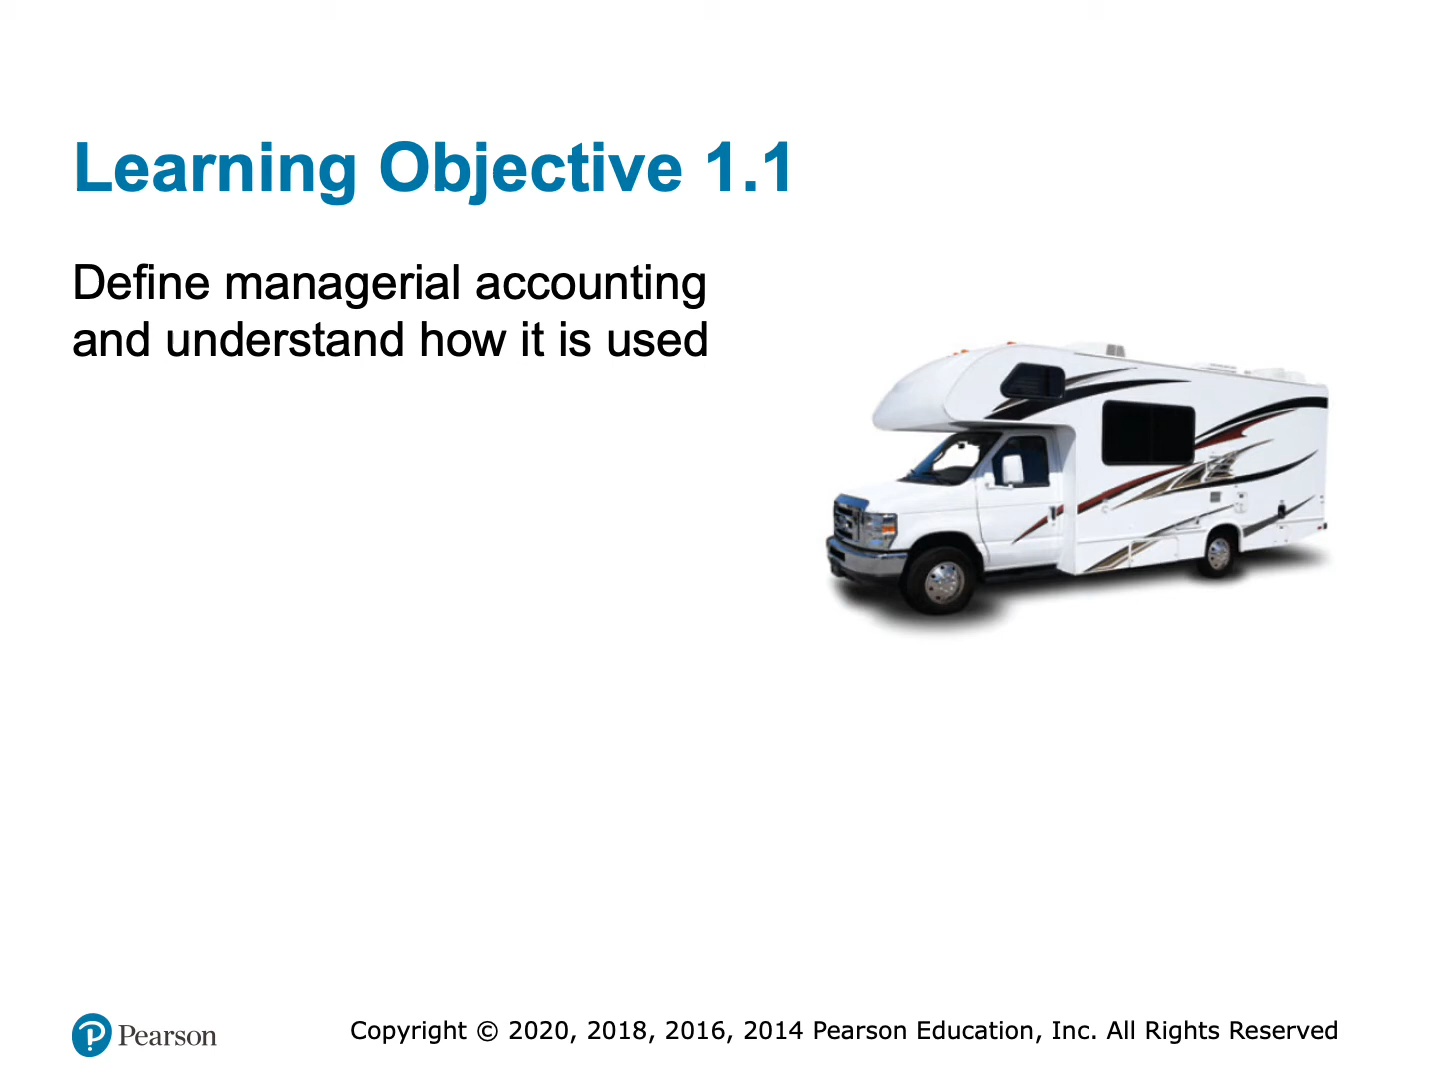 Learning Objective 1.1
Define managerial accounting
and understand how it is used
Pearson
Copyright © 2020, 2018, 2016, 2014 Pearson Education, Inc. All Rights Reserved